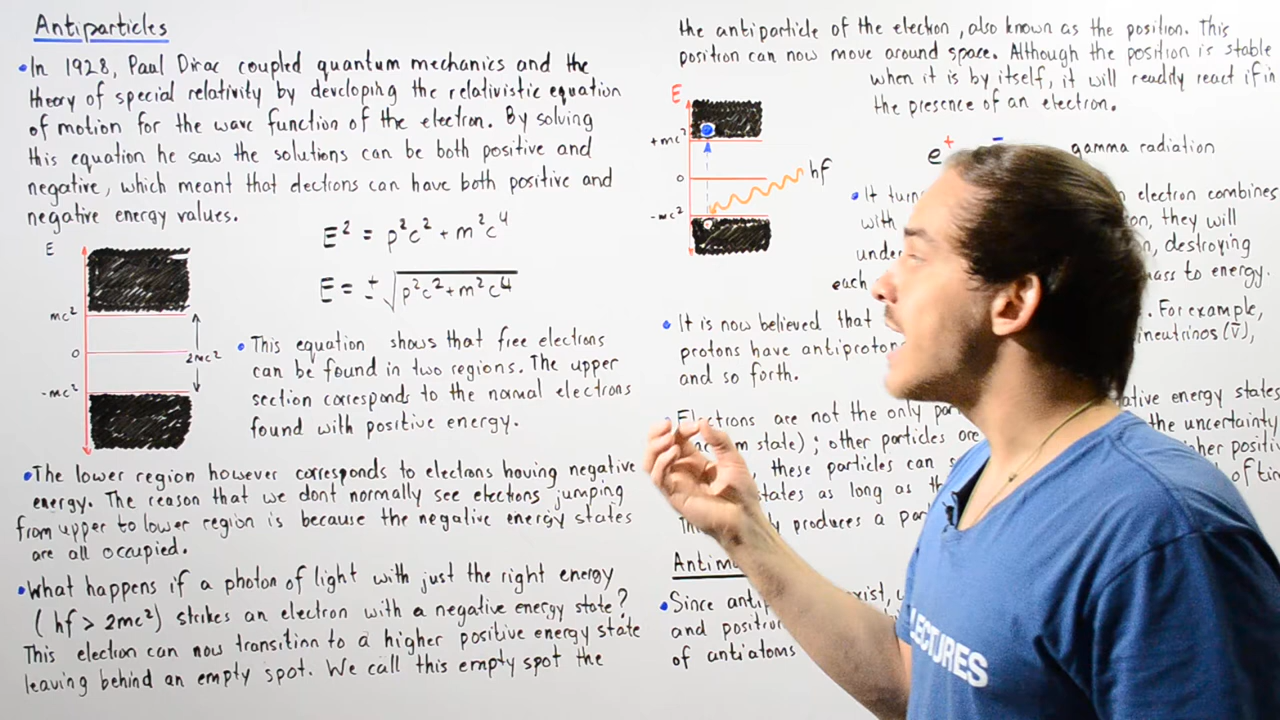 Antiparticles
• In 1928, Paul Dirac coupled quantum mechanics and the
theory of special relativity by developing the relativistic equation
of motion for the wave function of the electron. By solving
this equation he saw the solutions can be both positive and
negative, which meant that electrons can have both positive and
negative energy values.
E² = p²c² + m²c⁴
E = ± √p²c²+m²c⁴
E
mc²
0
-mc²
2mc²
• This equation shows that free electrons
can be found in two regions. The upper
section corresponds to the normal electrons
found with positive energy.
• The lower region however corresponds to electrons having negative
energy. The reason that we dont normally see electrons jumping
from upper to lower region is because the negative energy states
are all occupied.
• What happens if a photon of light with just the right energy
(hf > 2mc²) strikes an electron with a negative energy state?
This electron can now transition to a higher positive energy state
leaving behind an empty spot. We call this empty spot the
the antiparticle of the electron, also known as the position. This
position can now move around space. Although the position is stable
when it is by itself, it will readily react if in
the presence of an electron.
E
+mc²
0
-mc²
hf
e⁺ gamma radiation
• It turn electron combines
with on, they will
unde n, destroying
each mass to energy.
• It is now believed that . For example,
protons have antiproton ineutrinos (ν̄),
and so forth.
• Electrons are not the only par ative energy states
state); other particles are the uncertainty
, these particles can her positiv
states as long as th of tim
produces a par
Antim
• Since antip exist,
and positron
of antiatoms
LECTURES